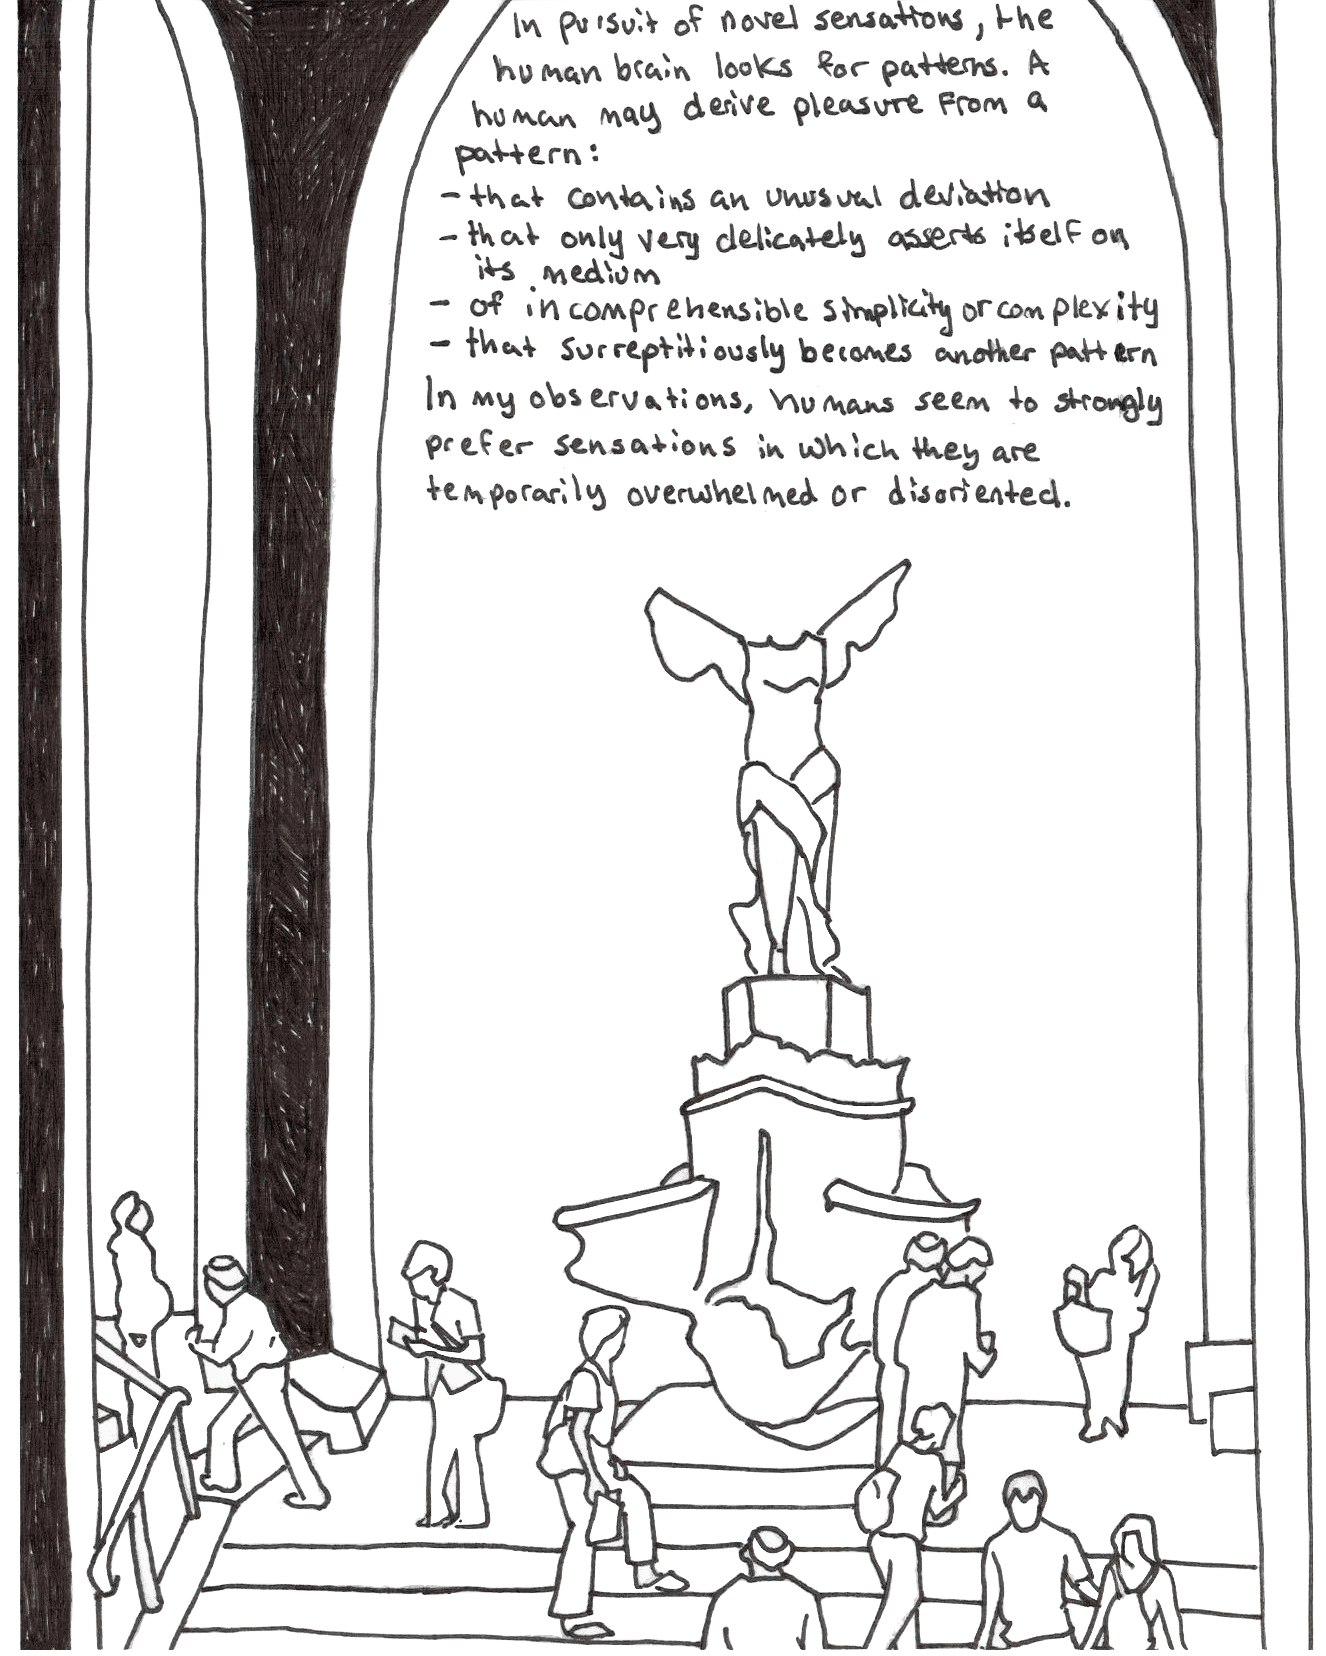 In pursuit of novel sensations, the
human brain looks for patterns. A
human may derive pleasure from a
pattern:
- that contains an unusual deviation
- that only very delicately asserts itself on
its medium
- of incomprehensible simplicity or complexity
- that surreptitiously becomes another pattern
In my observations, humans seem to strongly
prefer sensations in which they are
temporarily overwhelmed or disoriented.